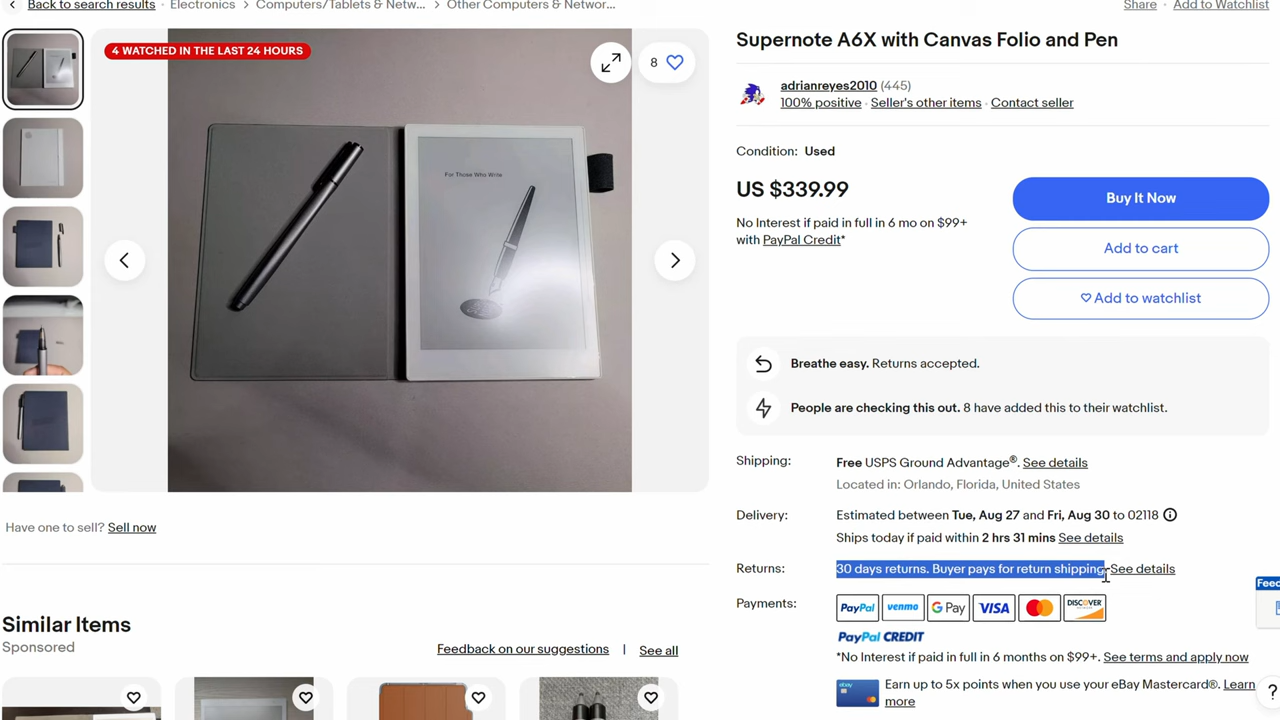 Back to search results
Electronics
Computers/Tablets & Netw...
Other Computers & Networ...
Share
Add to Watchlist
4 WATCHED IN THE LAST 24 HOURS
8
For Those Who Write
Have one to sell? Sell now
Similar Items
Sponsored
Feedback on our suggestions
See all
Supernote A6X with Canvas Folio and Pen
adrianreyes2010 (445)
100% positive · Seller's other items · Contact seller
Condition: Used
US $339.99
No Interest if paid in full in 6 mo on $99+
with PayPal Credit*
Buy It Now
Add to cart
Add to watchlist
Breathe easy. Returns accepted.
People are checking this out. 8 have added this to their watchlist.
Shipping: Free USPS Ground Advantage®. See details
Located in: Orlando, Florida, United States
Delivery: Estimated between Tue, Aug 27 and Fri, Aug 30 to 02118
Ships today if paid within 2 hrs 31 mins See details
Returns: 30 days returns. Buyer pays for return shipping. See details
Payments: PayPal venmo G Pay VISA MasterCard DISCOVER
PayPal CREDIT
*No Interest if paid in full in 6 months on $99+. See terms and apply now
ebay
Earn up to 5x points when you use your eBay Mastercard®. Learn
more
?